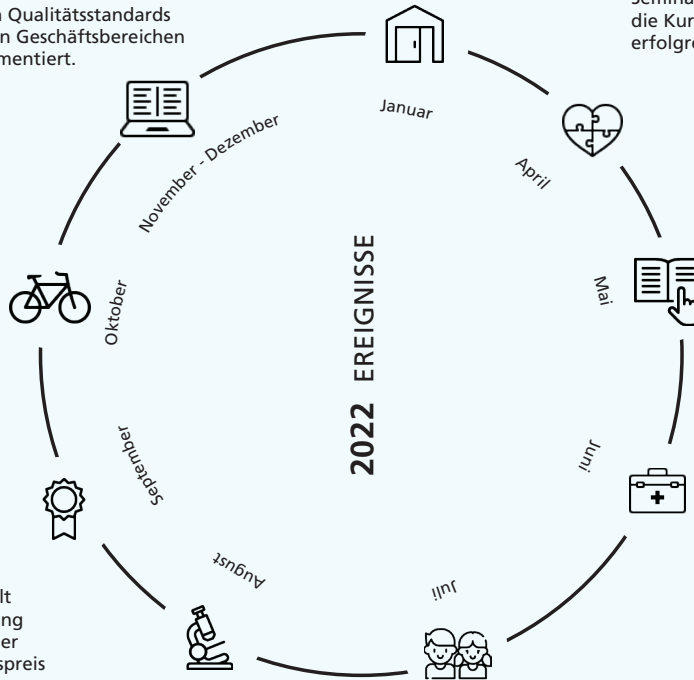 Qualitätsstandards
n Geschäftsbereichen
mentiert.
die Kur
erfolgre
Januar
April
Mai
Juni
Juli
August
September
Oktober
November - Dezember
2022 EREIGNISSE
lt
ng
er
spreis